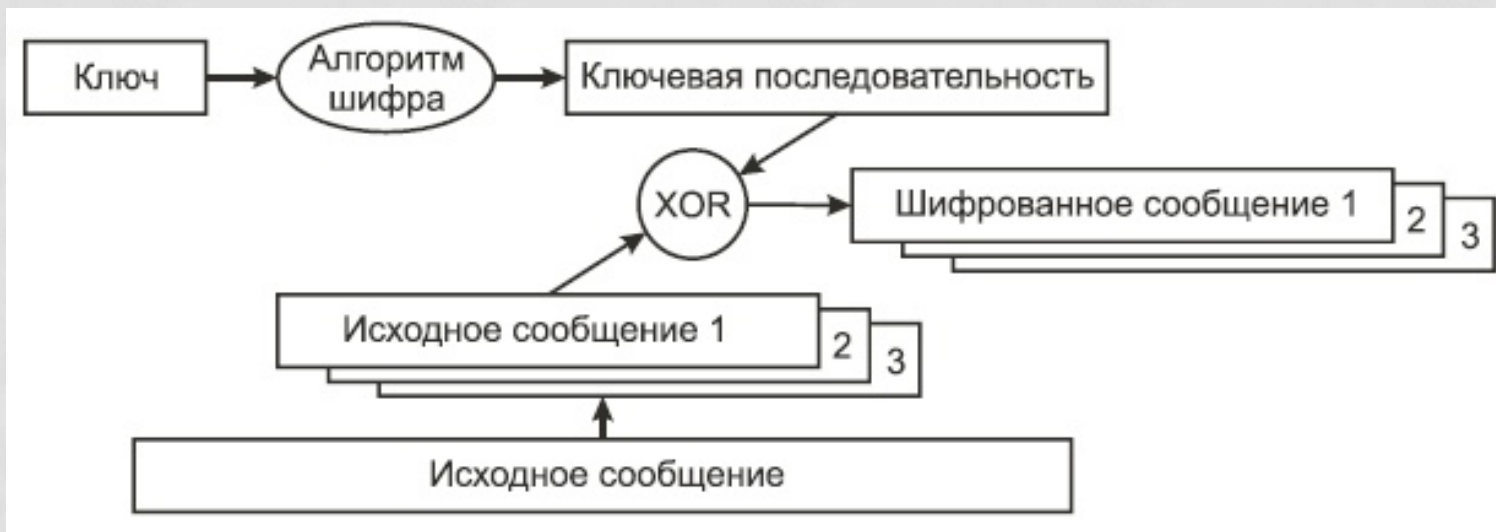 Ключ
Алгоритм
шифра
Ключевая последовательность
XOR
Шифрованное сообщение 1
2
3
Исходное сообщение 1
2
3
Исходное сообщение